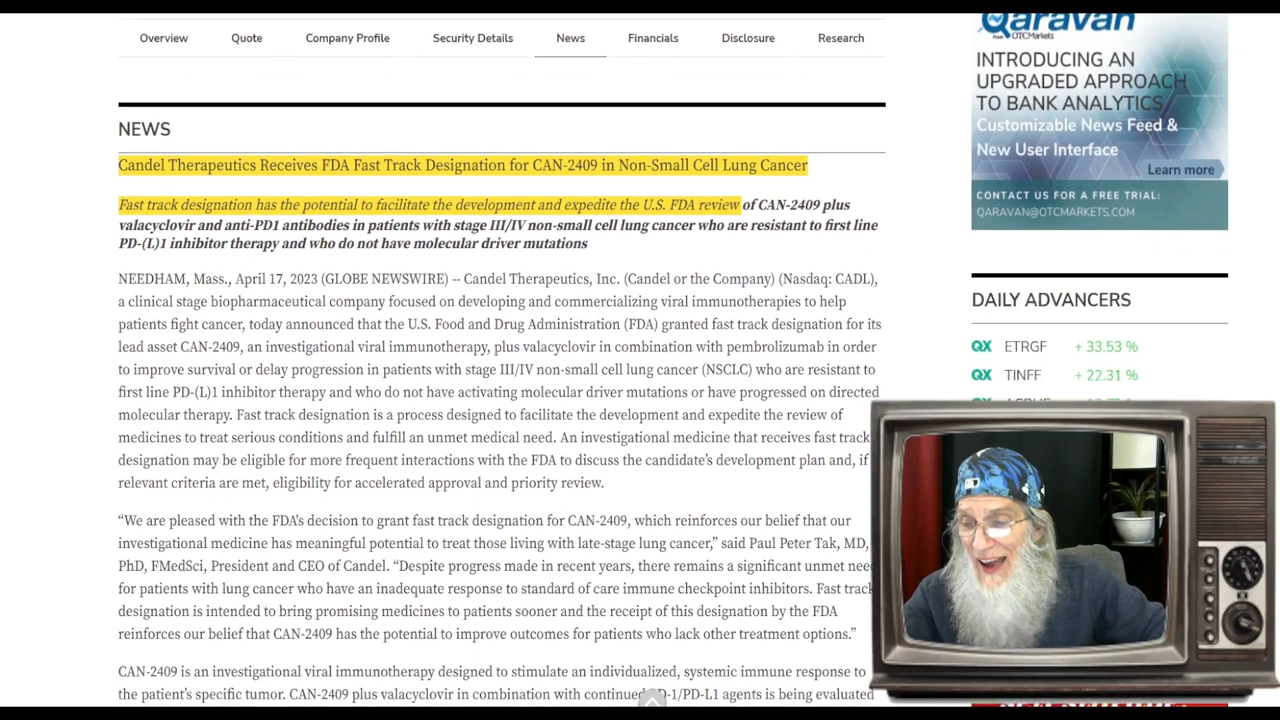 Overview Quote Company Profile Security Details News Financials Disclosure Research
NEWS
Candel Therapeutics Receives FDA Fast Track Designation for CAN-2409 in Non-Small Cell Lung Cancer
Fast track designation has the potential to facilitate the development and expedite the U.S. FDA review of CAN-2409 plus
valacyclovir and anti-PD1 antibodies in patients with stage III/IV non-small cell lung cancer who are resistant to first line
PD-(L)1 inhibitor therapy and who do not have molecular driver mutations
NEEDHAM, Mass., April 17, 2023 (GLOBE NEWSWIRE) -- Candel Therapeutics, Inc. (Candel or the Company) (Nasdaq: CADL),
a clinical stage biopharmaceutical company focused on developing and commercializing viral immunotherapies to help
patients fight cancer, today announced that the U.S. Food and Drug Administration (FDA) granted fast track designation for its
lead asset CAN-2409, an investigational viral immunotherapy, plus valacyclovir in combination with pembrolizumab in order
to improve survival or delay progression in patients with stage III/IV non-small cell lung cancer (NSCLC) who are resistant to
first line PD-(L)1 inhibitor therapy and who do not have activating molecular driver mutations or have progressed on directed
molecular therapy. Fast track designation is a process designed to facilitate the development and expedite the review of
medicines to treat serious conditions and fulfill an unmet medical need. An investigational medicine that receives fast track
designation may be eligible for more frequent interactions with the FDA to discuss the candidate's development plan and, if
relevant criteria are met, eligibility for accelerated approval and priority review.
“We are pleased with the FDA's decision to grant fast track designation for CAN-2409, which reinforces our belief that our
investigational medicine has meaningful potential to treat those living with late-stage lung cancer,” said Paul Peter Tak, MD,
PhD, FMedSci, President and CEO of Candel. “Despite progress made in recent years, there remains a significant unmet
for patients with lung cancer who have an inadequate response to standard of care immune checkpoint inhibitors. Fast track
designation is intended to bring promising medicines to patients sooner and the receipt of this designation by the FDA
reinforces our belief that CAN-2409 has the potential to improve outcomes for patients who lack other treatment options.”
CAN-2409 is an investigational viral immunotherapy designed to stimulate an individualized, systemic immune response to
the patient's specific tumor. CAN-2409 plus valacyclovir in combination with continued -1/PD-L1 agents is being evaluated
Qaravan
from OTCMarkets
INTRODUCING AN
UPGRADED APPROACH
TO BANK ANALYTICS
Customizable News Feed &
New User Interface
Learn more
CONTACT US FOR A FREE TRIAL:
QARAVAN@OTCMARKETS.COM
DAILY ADVANCERS
QX ETRGF + 33.53 %
QX TINFF + 22.31 %